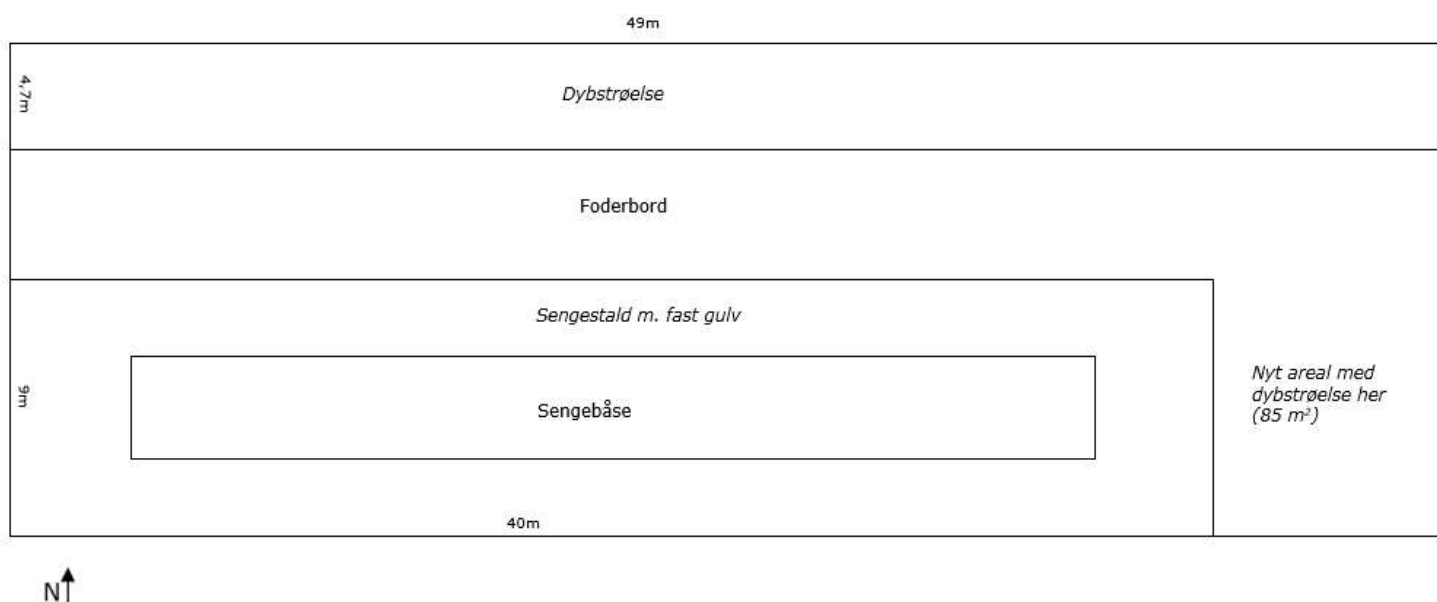 49m
4,7m
Dybstrøelse
Foderbord
Sengestald m. fast gulv
9m
Sengebåse
Nyt areal med
dybstrøelse her
(85 m²)
40m
N